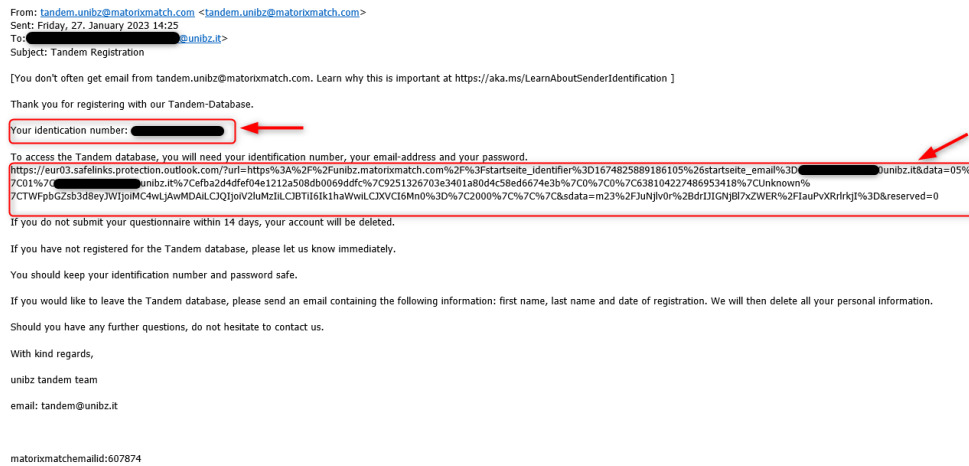 From: tandem.unibz@matorixmatch.com <tandem.unibz@matorixmatch.com>
Sent: Friday, 27. January 2023 14:25
To: @unibz.it>
Subject: Tandem Registration
[You don't often get email from tandem.unibz@matorixmatch.com. Learn why this is important at https://aka.ms/LearnAboutSenderIdentification ]
Thank you for registering with our Tandem-Database.
Your identication number:
To access the Tandem database, you will need your identification number, your email-address and your password.
https://eur03.safelinks.protection.outlook.com/?url=https%3A%2F%2Funibz.matorixmatch.com%2F%3Fstartseite_identifier%3D1674825889186105%26startseite_email%3D 0unibz.it&data=05%
7C01%7C unibz.it%7Cefba2d4dfef04e1212a508db0069ddfc%7C9251326703e3401a80d4c58ed6674e3b%7C0%7C0%7C638104227486953418%7CUnknown%
7CTWFpbGZsb3d8eyJWIjoiMC4wLjAwMDAiLCJQIjoiV2luMzIiLCJBTiI6Ik1haWwiLCJXVCI6Mn0%3D%7C2000%7C%7C%7C&sdata=m23%2FJuNjlv0r%2BdrIJIGNjBl7xZWER%2FIauPvXRrlrkjI%3D&reserved=0
If you do not submit your questionnaire within 14 days, your account will be deleted.
If you have not registered for the Tandem database, please let us know immediately.
You should keep your identification number and password safe.
If you would like to leave the Tandem database, please send an email containing the following information: first name, last name and date of registration. We will then delete all your personal information.
Should you have any further questions, do not hesitate to contact us.
With kind regards,
unibz tandem team
email: tandem@unibz.it
matorixmatchemailid:607874